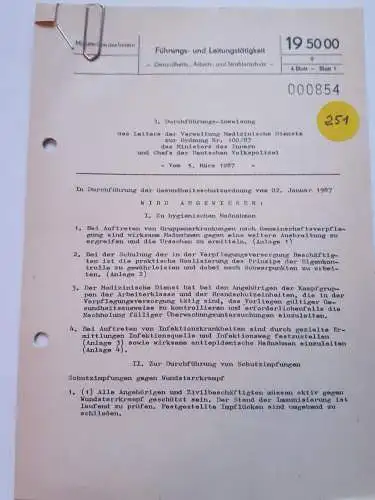 Führungs- und Leitungstätigkeit
- Gesundheits-, Arbeits- und Strahlenschutz -
19 50 00
4 Blatt - Blatt 1
000854
251
3. Durchführungs-Anweisung
des Leiters der Verwaltung Medizinische Dienste
zur Ordnung Nr. 100/87
des Ministers des Innern
und Chefs der Deutschen Volkspolizei
- Vom 5. März 1987 -
In Durchführung der Gesundheitsschutzordnung vom 02. Januar 1987
WIRD ANGEWIESEN:
I. Zu hygienischen Maßnahmen
1. Bei Auftreten von Gruppenerkrankungen nach Gemeinschaftsverpfle-
gung sind wirksame Maßnahmen gegen eine weitere Ausbreitung zu
ergreifen und die Ursachen zu ermitteln. (Anlage 1)
2. Bei der Schulung der in der Verpflegungsversorgung Beschäftig-
ten ist die praktische Realisierung des Prinzips der Eigenkon-
trolle zu gewährleisten und dabei nach Schwerpunkten zu arbei-
ten. (Anlage 2)
3. Der Medizinische Dienst hat bei den Angehörigen der Kampfgrup-
pen der Arbeiterklasse und der Brandschutzeinheiten, die in der
Verpflegungsversorgung tätig sind, das Vorliegen gültiger Ge-
sundheitsausweise zu kontrollieren und erforderlichenfalls die
Nachholung fälliger Überwachungsuntersuchungen einzuleiten.
4. Bei Auftreten von Infektionskrankheiten sind durch gezielte Er-
mittlungen Infektionsquelle und Infektionsweg festzustellen
(Anlage 3) sowie wirksame antiepidemische Maßnahmen einzuleiten
(Anlage 4).
II. Zur Durchführung von Schutzimpfungen
Schutzimpfungen gegen Wundstarrkrampf
1. (1) Alle Angehörigen und Zivilbeschäftigten müssen aktiv gegen
Wundstarrkrampf geschützt sein. Der Stand der Immunisierung ist
laufend zu prüfen. Festgestellte Impflücken sind umgehend zu
schließen.